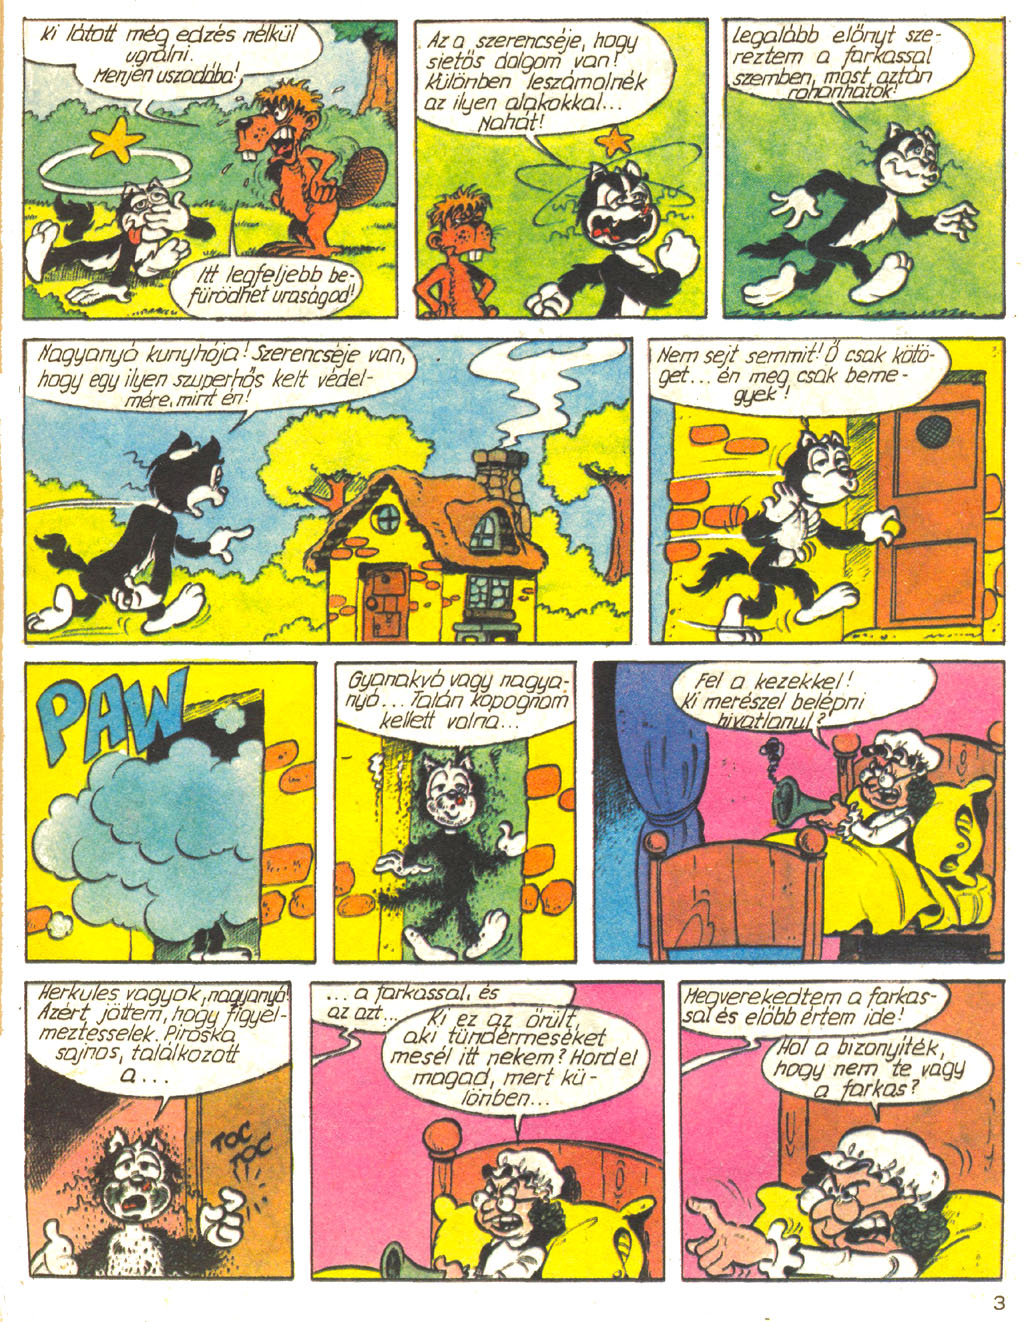 Ki látott még edzés nélkül
ugrálni.
Menjen uszodába!
Itt legfeljebb be-
fürödhet uraságod!
Az a szerencséje, hogy
sietős dolgom van!
Különben leszámolnék
az ilyen alakokkal...
Nahát!
Legalább előnyt sze-
reztem a farkassal
szemben, most aztán
rohanhatok!
Nagyanyó kunyhója! Szerencséje van,
hogy egy ilyen szuperhős kelt védel-
mére, mint én!
Nem sejt semmit! Ő csak kötö-
get... én meg csak beme-
gyek!
PAW
Gyanakvó vagy nagya-
nyó... Talán kopognom
kellett volna...
Fel a kezekkel!
Ki merészel belépni
hívatlanul?
Herkules vagyok, nagyanyó!
Azért jöttem, hogy figyel-
meztesselek. Piroska
sajnos, találkozott
a...
TOC
TOC
... a farkassal, és
az azt...
Ki ez az őrült,
aki tündérmeséket
mesél itt nekem? Hordd el
magad, mert kü-
lönben...
Megverekedtem a farkas-
sal és előbb értem ide!
Hol a bizonyíték,
hogy nem te vagy
a farkas?
3